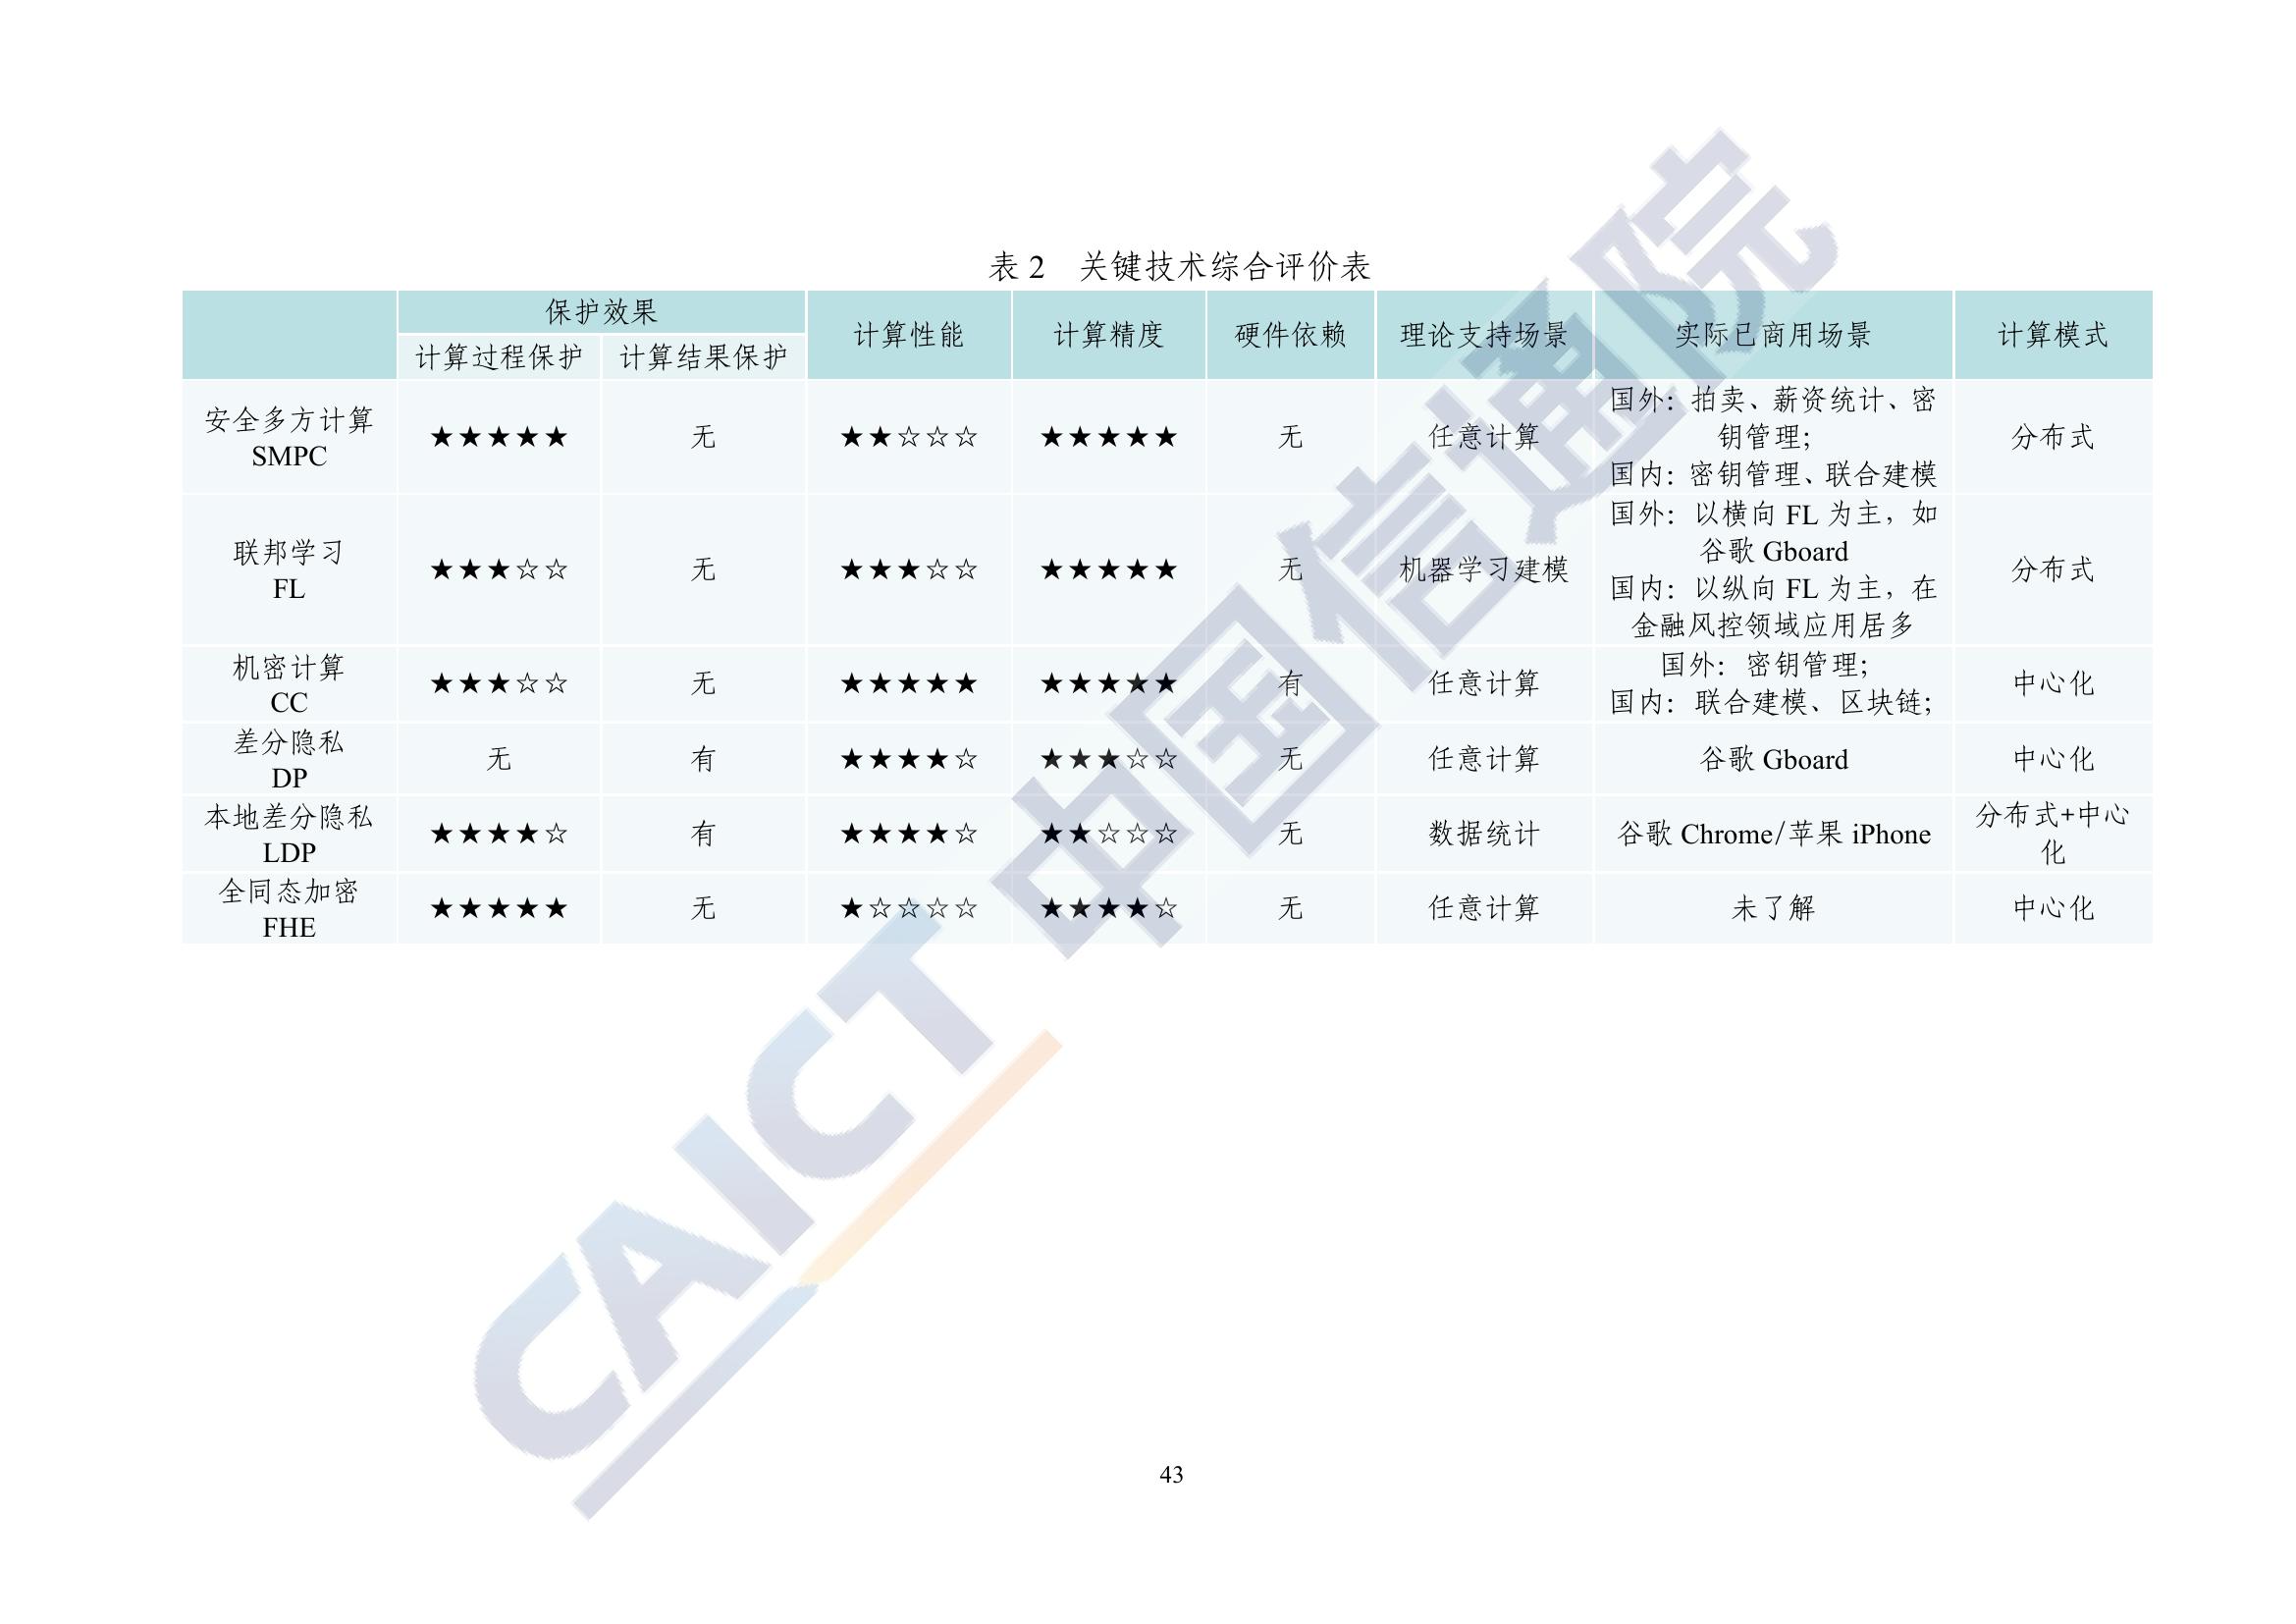 表 2 关键技术综合评价表
保护效果
计算过程保护 计算结果保护 计算性能 计算精度 硬件依赖 理论支持场景 实际已商用场景 计算模式
安全多方计算
SMPC
★★★★★ 无 ★★☆☆☆ ★★★★★ 无 任意计算
国外：拍卖、薪资统计、密
钥管理；
国内：密钥管理、联合建模
分布式
联邦学习
FL
★★★☆☆ 无 ★★★☆☆ ★★★★★ 无 机器学习建模
国外：以横向 FL 为主，如
谷歌 Gboard
国内：以纵向 FL 为主，在
金融风控领域应用居多
分布式
机密计算
CC
★★★☆☆ 无 ★★★★★ ★★★★★ 有 任意计算
国外：密钥管理；
国内：联合建模、区块链；
中心化
差分隐私
DP
无 有 ★★★★☆ ★★★☆☆ 无 任意计算 谷歌 Gboard 中心化
本地差分隐私
LDP
★★★★☆ 有 ★★★★☆ ★★☆☆☆ 无 数据统计 谷歌 Chrome/苹果 iPhone
分布式+中心
化
全同态加密
FHE
★★★★★ 无 ★☆☆☆☆ ★★★★☆ 无 任意计算 未了解 中心化
CAICT 中国信通院
43